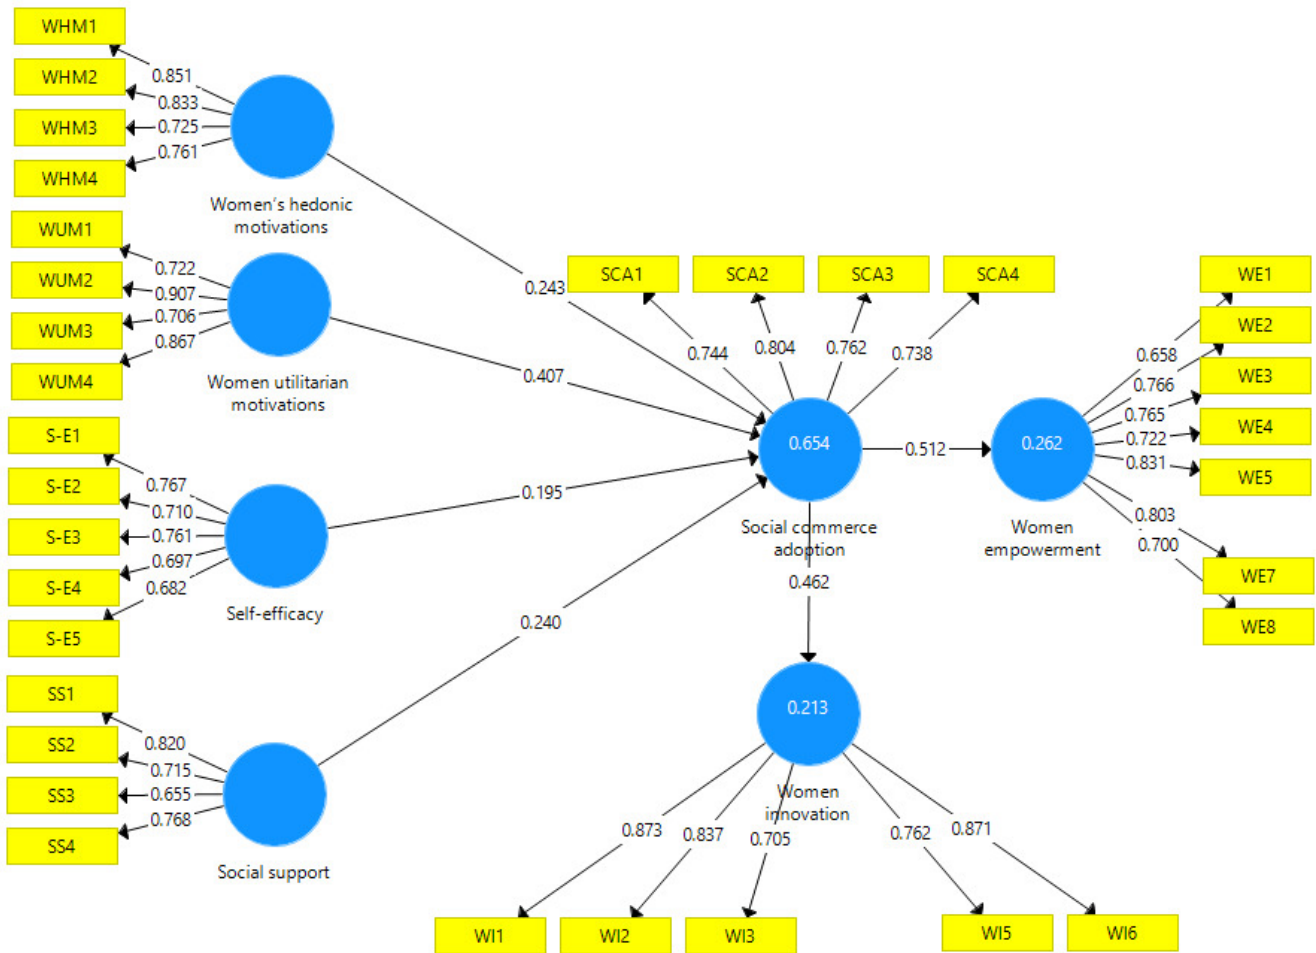 WHM1
WHM2
WHM3
WHM4
0.851
0.833
0.725
0.761
Women's hedonic
motivations
WUM1
WUM2
WUM3
WUM4
0.722
0.907
0.706
0.867
Women utilitarian
motivations
S-E1
S-E2
S-E3
S-E4
S-E5
0.767
0.710
0.761
0.697
0.682
Self-efficacy
SS1
SS2
SS3
SS4
0.820
0.715
0.655
0.768
Social support
0.243
0.407
0.195
0.240
SCA1
SCA2
SCA3
SCA4
0.744
0.804
0.762
0.738
0.654
Social commerce
adoption
0.512
0.462
0.262
Women
empowerment
WE1
WE2
WE3
WE4
WE5
WE7
WE8
0.658
0.766
0.765
0.722
0.831
0.803
0.700
0.213
Women
innovation
0.873
0.837
0.705
0.762
0.871
WI1
WI2
WI3
WI5
WI6